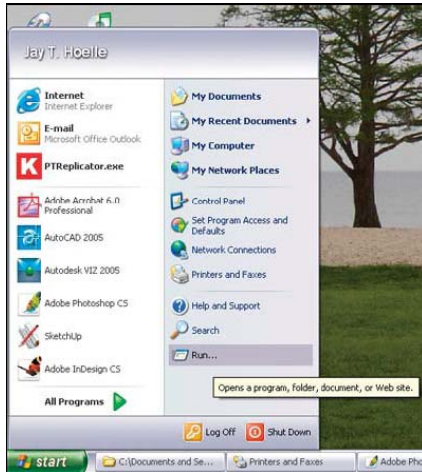 Jay T. Hoelle
Internet
Internet Explorer
E-mail
Microsoft Office Outlook
PTReplicator.exe
Adobe Acrobat 6.0
Professional
AutoCAD 2005
Autodesk VIZ 2005
Adobe Photoshop CS
SketchUp
Adobe InDesign CS
All Programs
My Documents
My Recent Documents
My Computer
My Network Places
Control Panel
Set Program Access and
Defaults
Network Connections
Printers and Faxes
Help and Support
Search
Run...
Opens a program, folder, document, or Web site.
Log Off
Shut Down
start
C:\Documents and Se...
Printers and Faxes
Adobe Pho